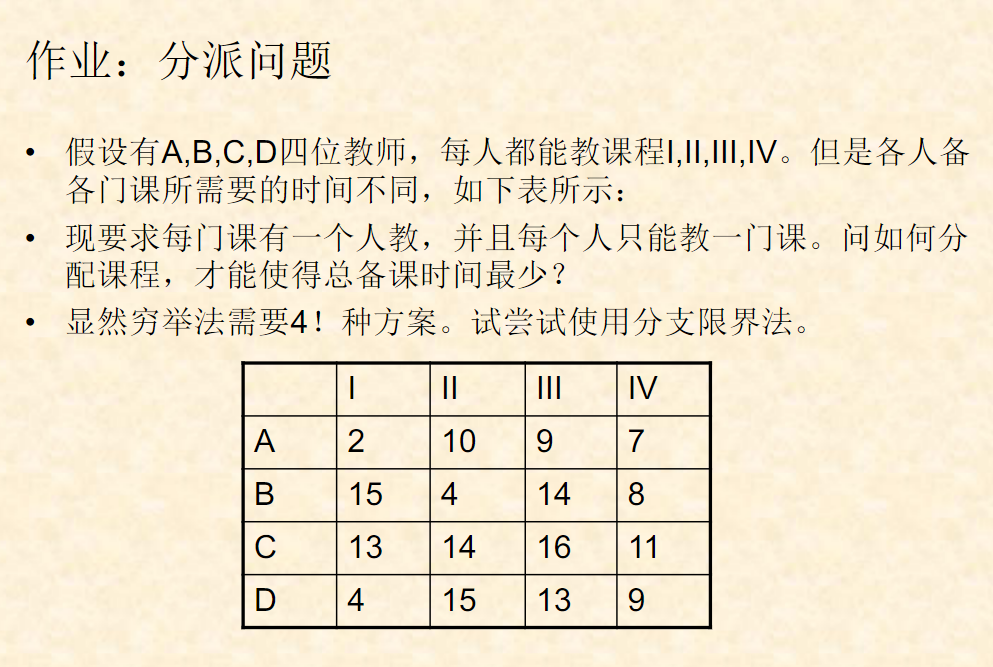 作业：分派问题
• 假设有A,B,C,D四位教师，每人都能教课程I,II,III,IV。但是各人备
各门课所需要的时间不同，如下表所示：
• 现要求每门课有一个人教，并且每个人只能教一门课。问如何分
配课程，才能使得总备课时间最少？
• 显然穷举法需要4！种方案。试尝试使用分支限界法。
I II III IV
A 2 10 9 7
B 15 4 14 8
C 13 14 16 11
D 4 15 13 9